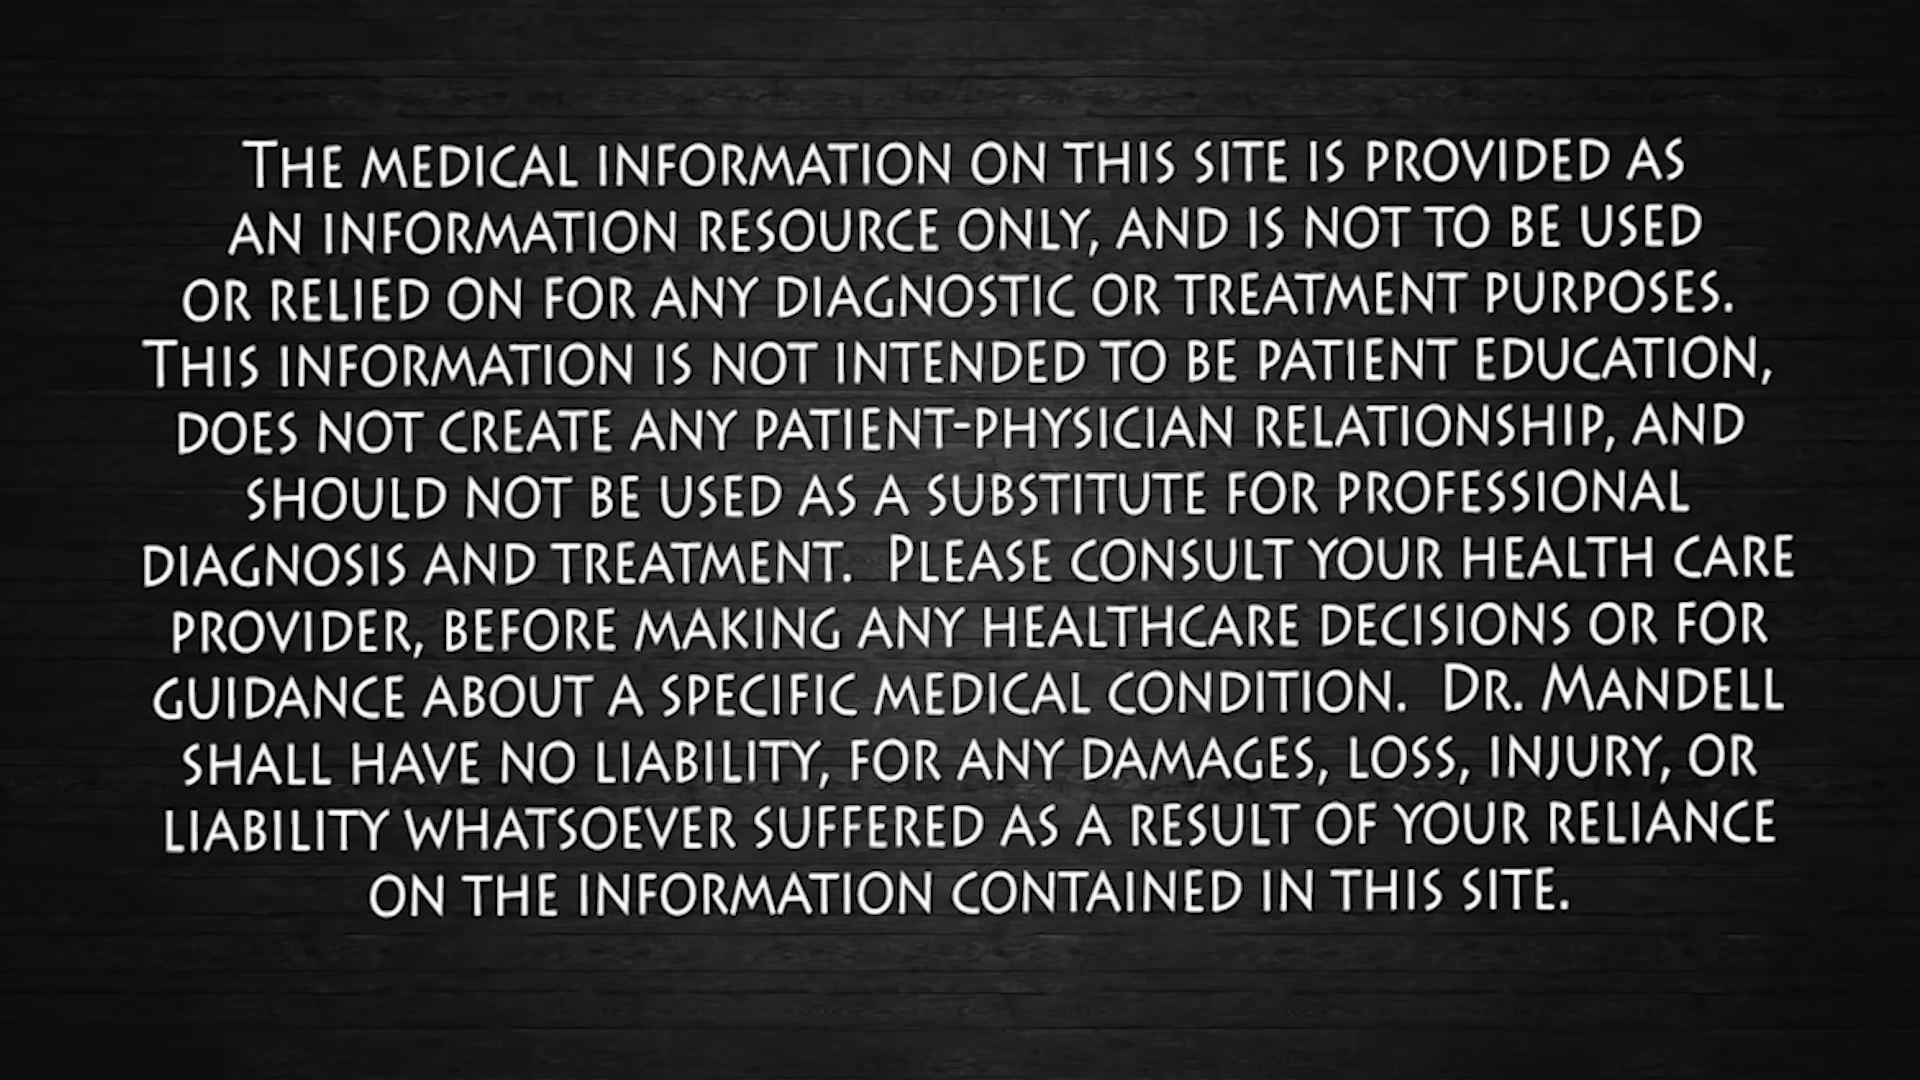 The medical information on this site is provided as
an information resource only, and is not to be used
or relied on for any diagnostic or treatment purposes.
This information is not intended to be patient education,
does not create any patient-physician relationship, and
should not be used as a substitute for professional
diagnosis and treatment.  Please consult your health care
provider, before making any healthcare decisions or for
guidance about a specific medical condition.  Dr. Mandell
shall have no liability, for any damages, loss, injury, or
liability whatsoever suffered as a result of your reliance
on the information contained in this site.